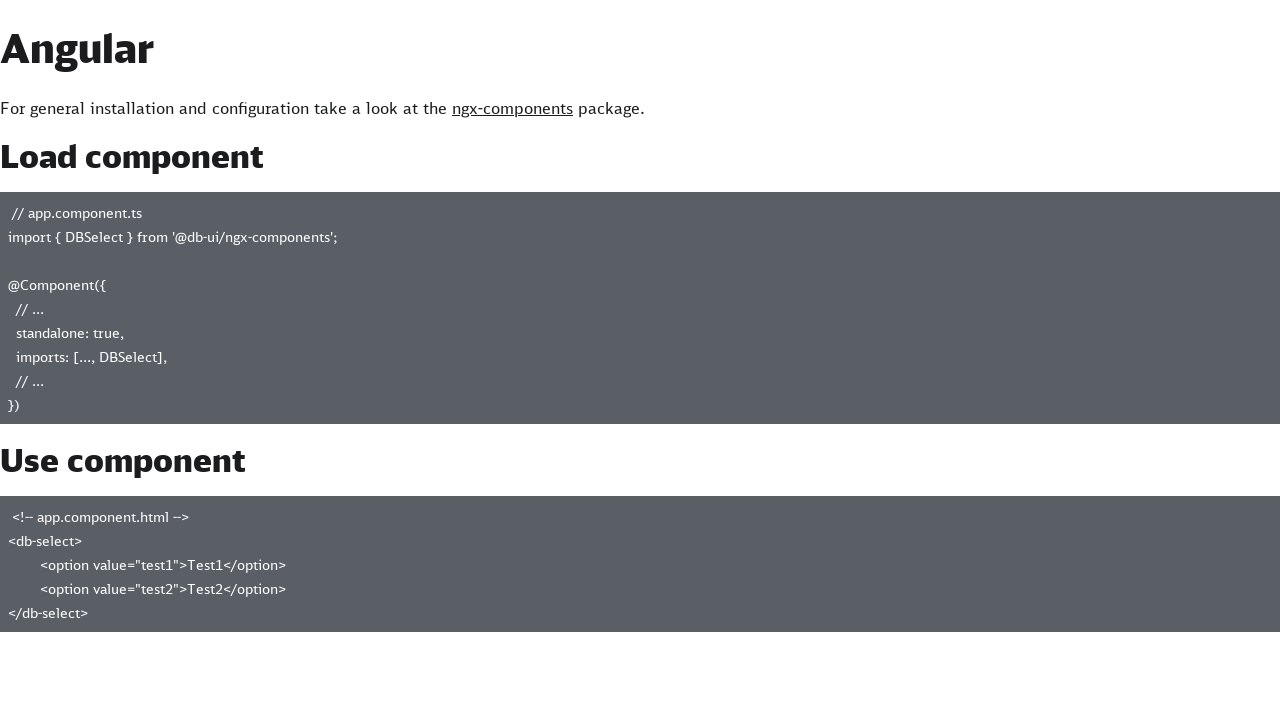 Angular
For general installation and configuration take a look at the ngx-components package.
Load component
// app.component.ts
import { DBSelect } from '@db-ui/ngx-components';
@Component({
  // ...
  standalone: true,
  imports: [..., DBSelect],
  // ...
})
Use component
<!-- app.component.html -->
<db-select>
        <option value="test1">Test1</option>
        <option value="test2">Test2</option>
</db-select>